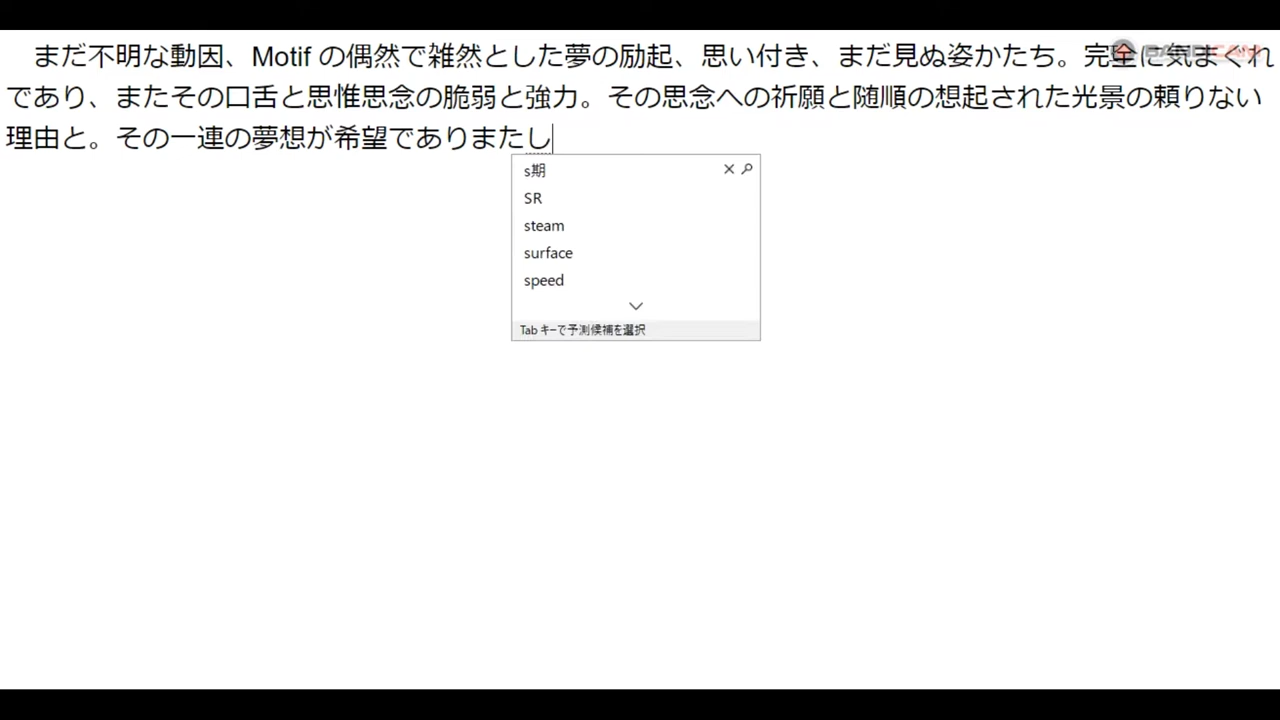 まだ不明な動因、Motif の偶然で雑然とした夢の励起、思い付き、まだ見ぬ姿かたち。完全に気まぐれ
であり、またその口舌と思惟思念の脆弱と強力。その思念への祈願と随順の想起された光景の頼りない
理由と。その一連の夢想が希望でありまたし
s期
SR
steam
surface
speed
Tab キーで予測候補を選択
BANDICAM